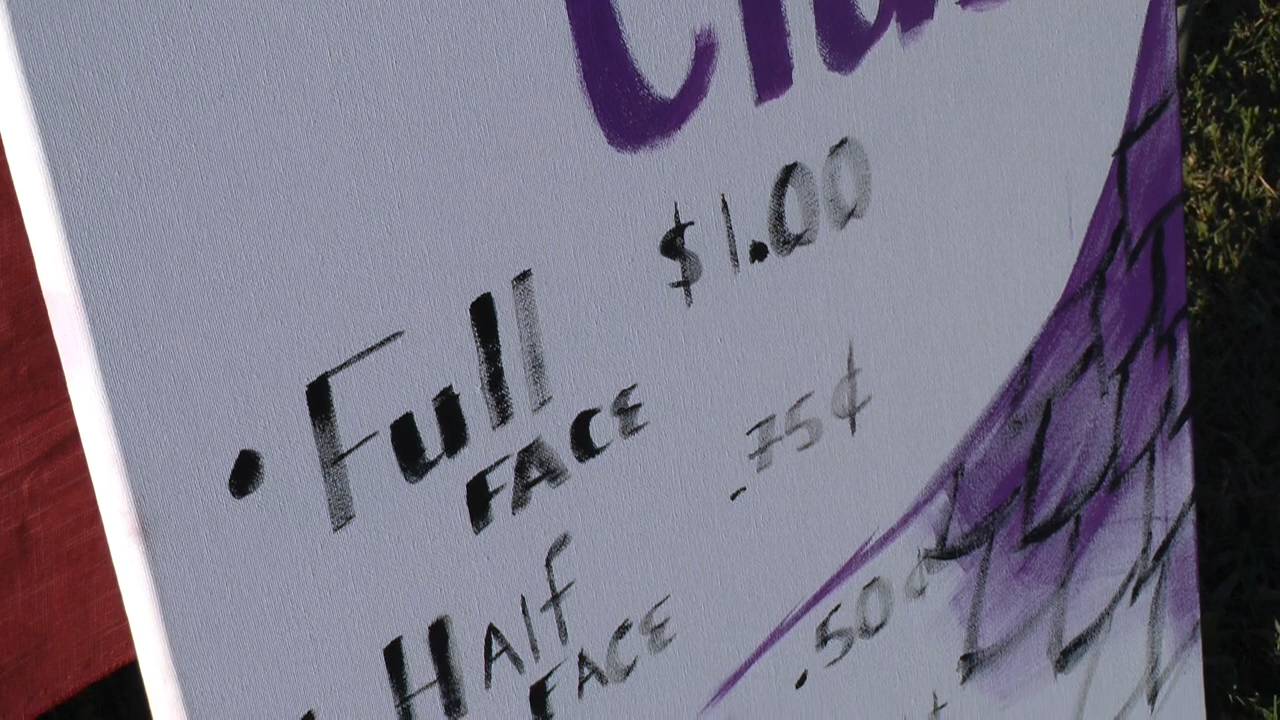 $1.00
• Full
FACE
.75¢
Half
FACE
.50¢